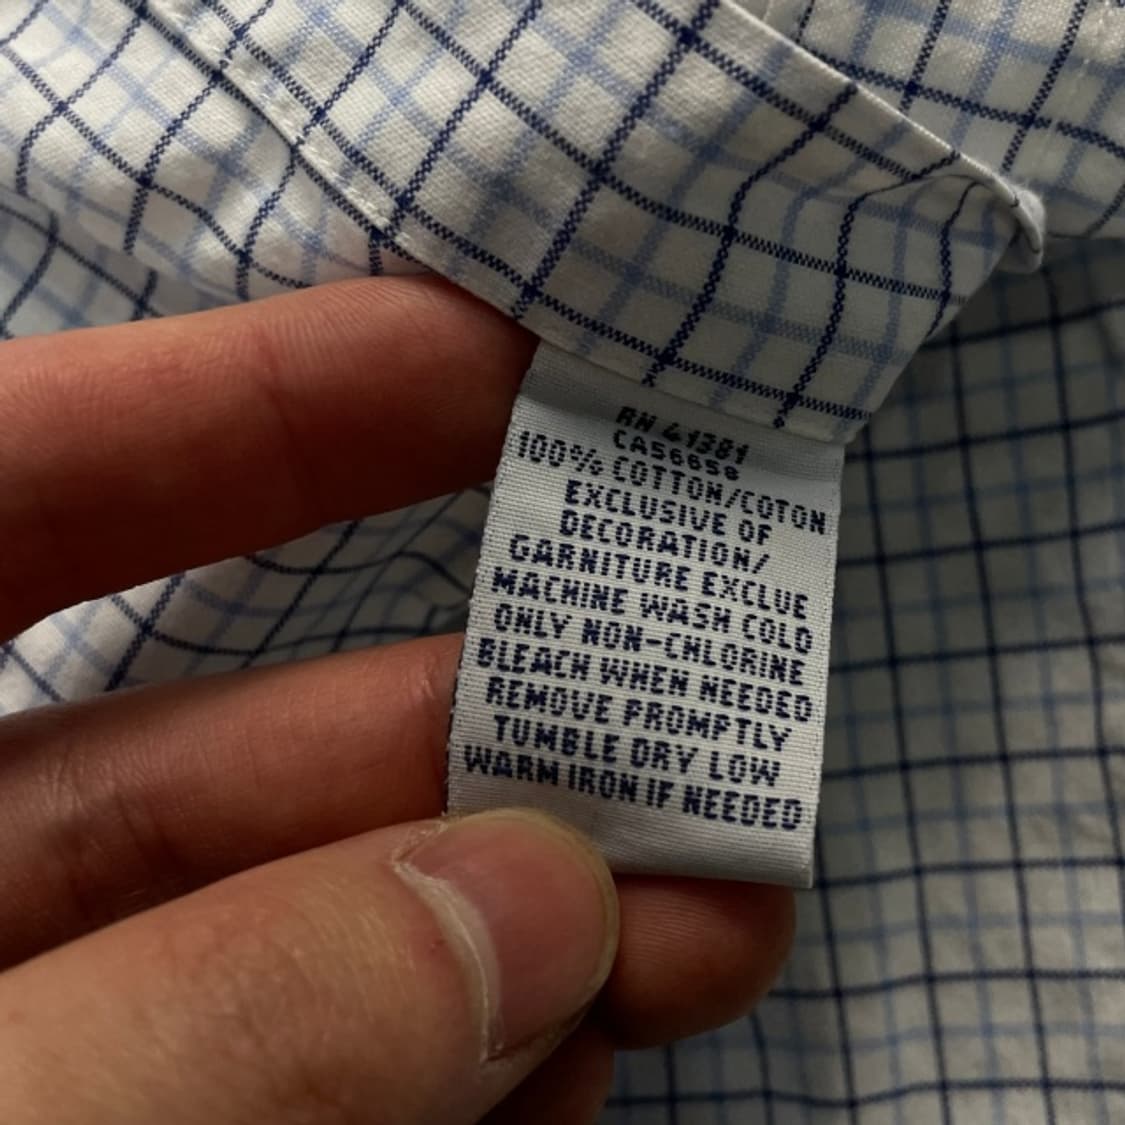 RN 41381
CA56658
100% COTTON/COTON
EXCLUSIVE OF
DECORATION/
GARNITURE EXCLUE
MACHINE WASH COLD
ONLY NON-CHLORINE
BLEACH WHEN NEEDED
REMOVE PROMPTLY
TUMBLE DRY LOW
WARM IRON IF NEEDED